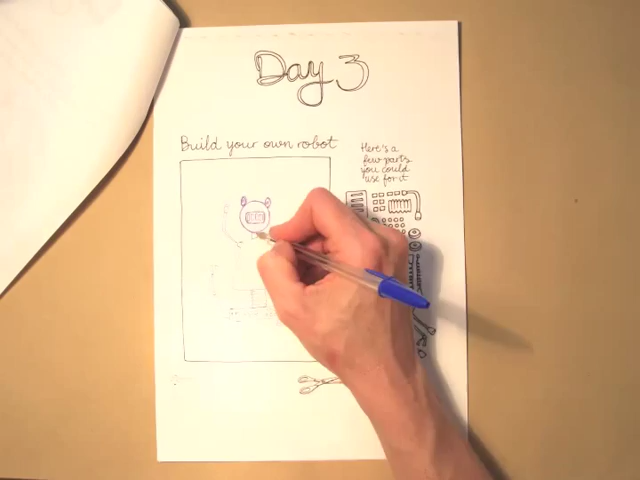 Day 3
Build your own robot
Here's a
few parts
you could
use for it